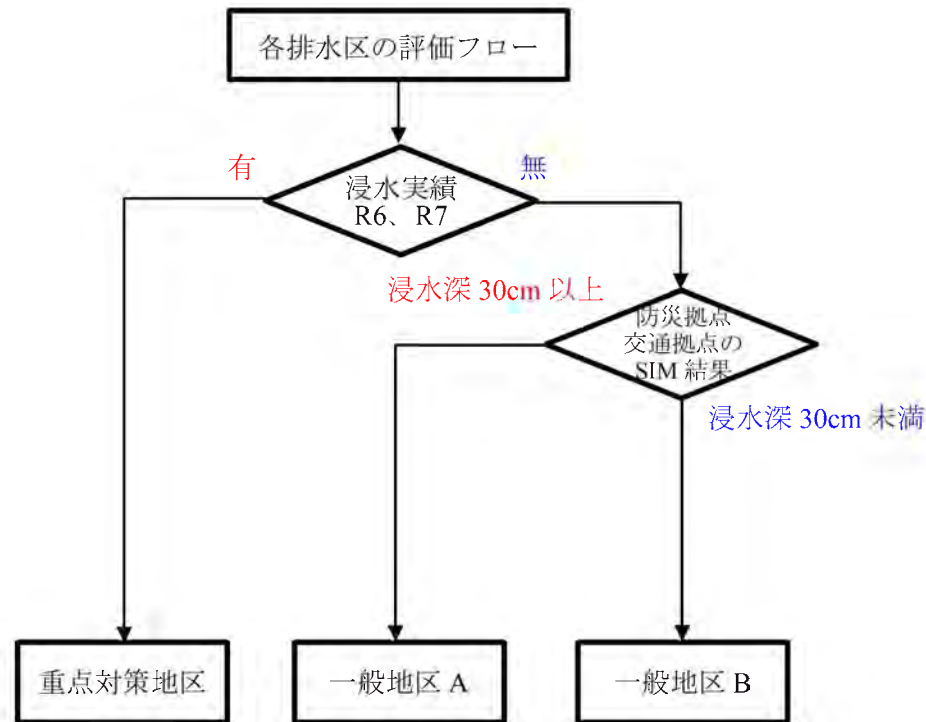 各排水区の評価フロー
有
無
浸水実績
R6、R7
浸水深 30cm 以上
防災拠点
交通拠点の
SIM 結果
浸水深 30cm 未満
重点対策地区
一般地区 A
一般地区 B